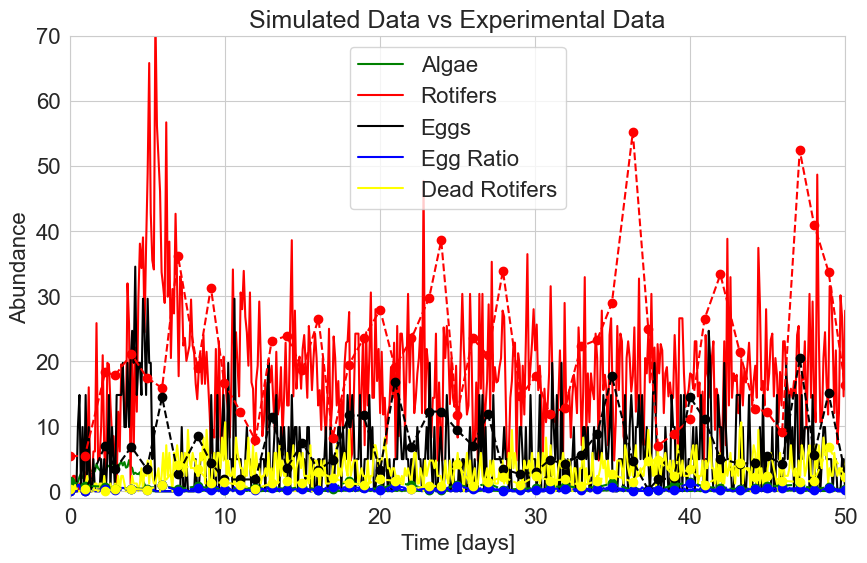 Simulated Data vs Experimental Data
Algae
Rotifers
Eggs
Egg Ratio
Dead Rotifers
Abundance
70
60
50
40
30
20
10
0
0 10 20 30 40 50
Time [days]